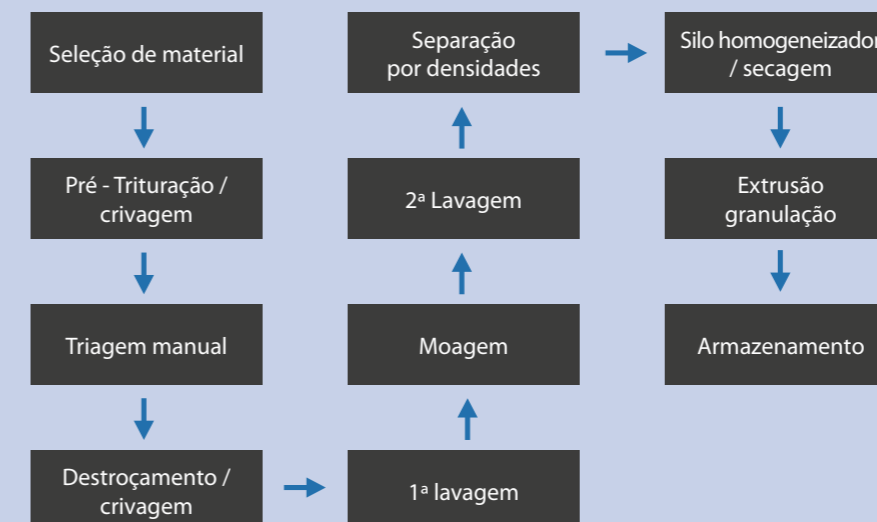 Seleção de material
Pré - Trituração /
crivagem
Triagem manual
Destroçamento /
crivagem
1ª lavagem
Moagem
2ª Lavagem
Separação
por densidades
Silo homogeneizador
/ secagem
Extrusão
granulação
Armazenamento